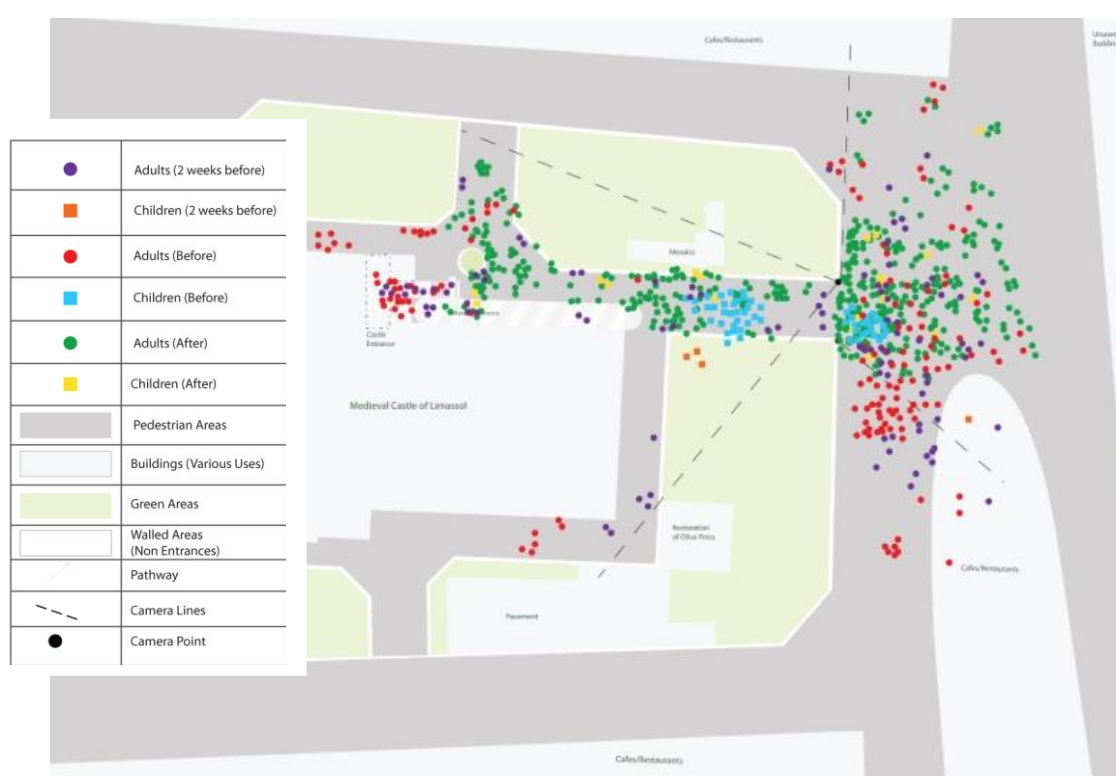 Cafes/Restaurants
Unused
Building
Adults (2 weeks before)
Children (2 weeks before)
Adults (Before)
Children (Before)
Adults (After)
Children (After)
Pedestrian Areas
Buildings (Various Uses)
Green Areas
Walled Areas
(Non Entrances)
Pathway
Camera Lines
Camera Point
Mosaics
Castle
Entrance
Medieval Castle of Limassol
Restoration
of Olive Press
Cafes/Restaurants
Pavement
Cafes/Restaurants